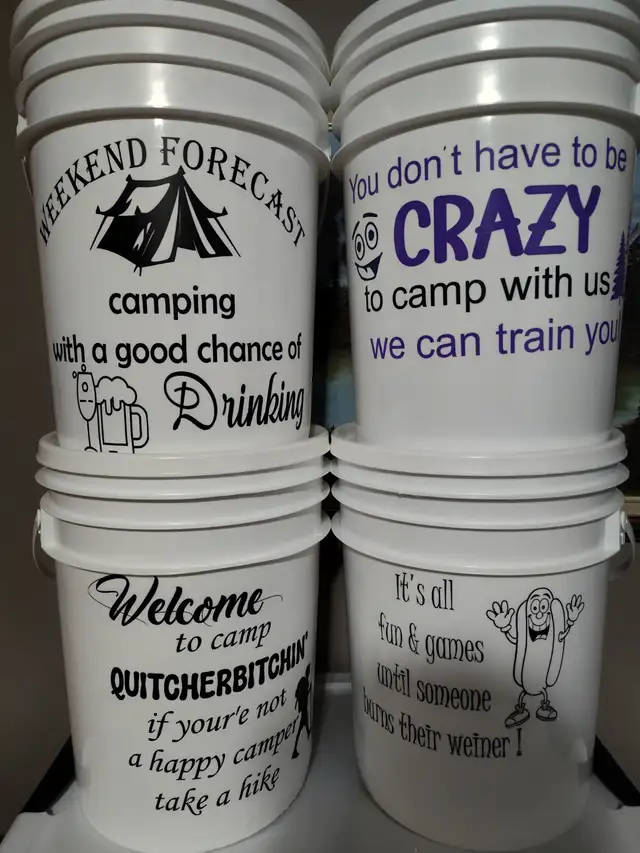 WEEKEND FORECAST
camping
with a good chance of
Drinking
You don't have to be
CRAZY
to camp with us
we can train you!
Welcome
to camp
QUITCHERBITCHIN'
if your'e not
a happy camper
take a hike
It's all
fun & games
until someone
burns their weiner !